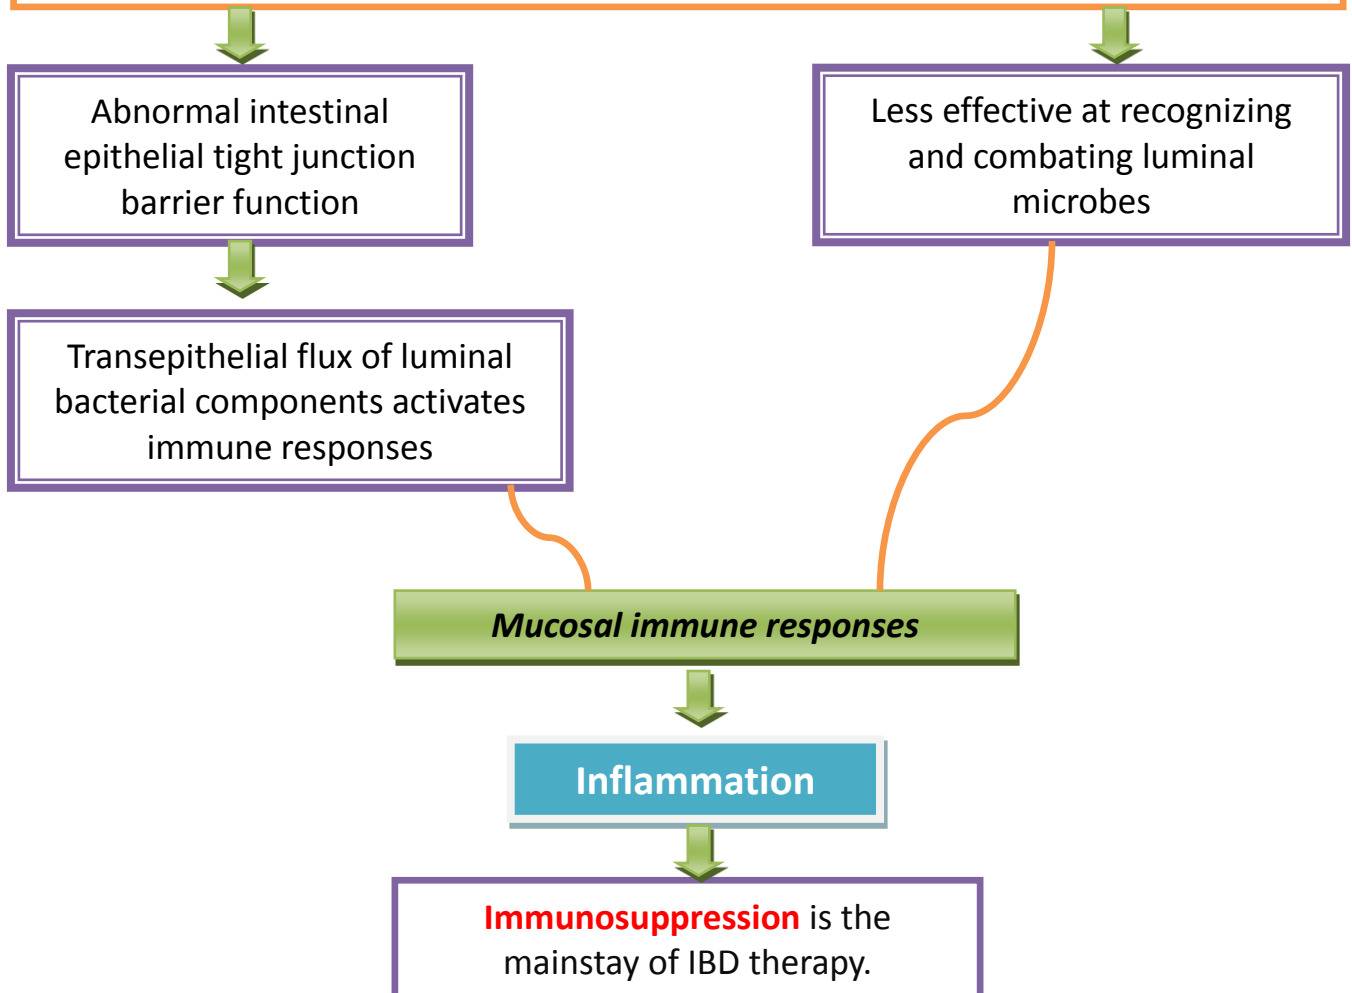 Abnormal intestinal
epithelial tight junction
barrier function
Less effective at recognizing
and combating luminal
microbes
Transepithelial flux of luminal
bacterial components activates
immune responses
Mucosal immune responses
Inflammation
Immunosuppression is the
mainstay of IBD therapy.